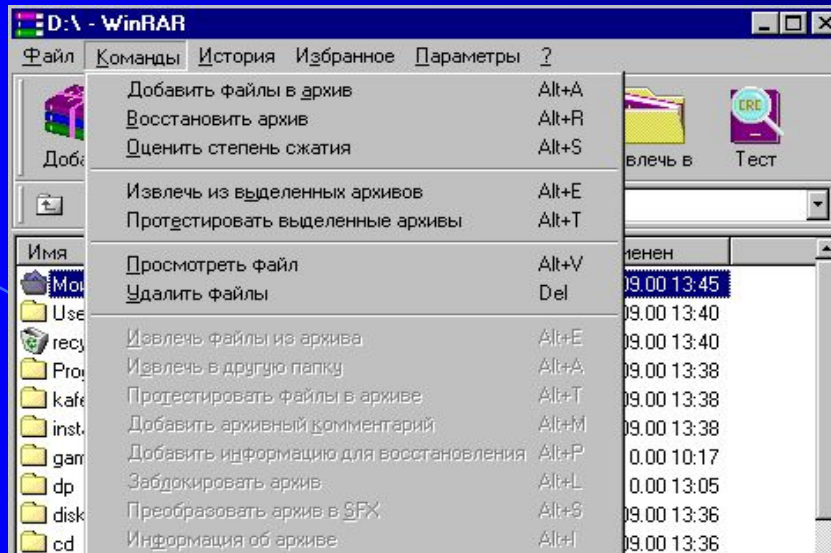 D:\ - WinRAR
Файл Команды История Избранное Параметры ?
Добавить файлы в архив Alt+A
Восстановить архив Alt+R
Оценить степень сжатия Alt+S
Тест
Извлечь из выделенных архивов Alt+E
Протестировать выделенные архивы Alt+T
Имя
Просмотреть файл Alt+V
09.00 13:45
Удалить файлы Del
09.00 13:40
Извлечь файлы из архива Alt+E
09.00 13:40
Извлечь в другую папку Alt+A
09.00 13:38
Протестировать файлы в архиве Alt+T
09.00 13:38
Добавить архивный комментарий Alt+M
09.00 13:38
Добавить информацию для восстановления Alt+P
0.00 10:17
Заблокировать архив Alt+L
dp 0.00 13:05
Преобразовать архив в SFX Alt+S
disk 09.00 13:36
Информация об архиве Alt+I
cd 09.00 13:36